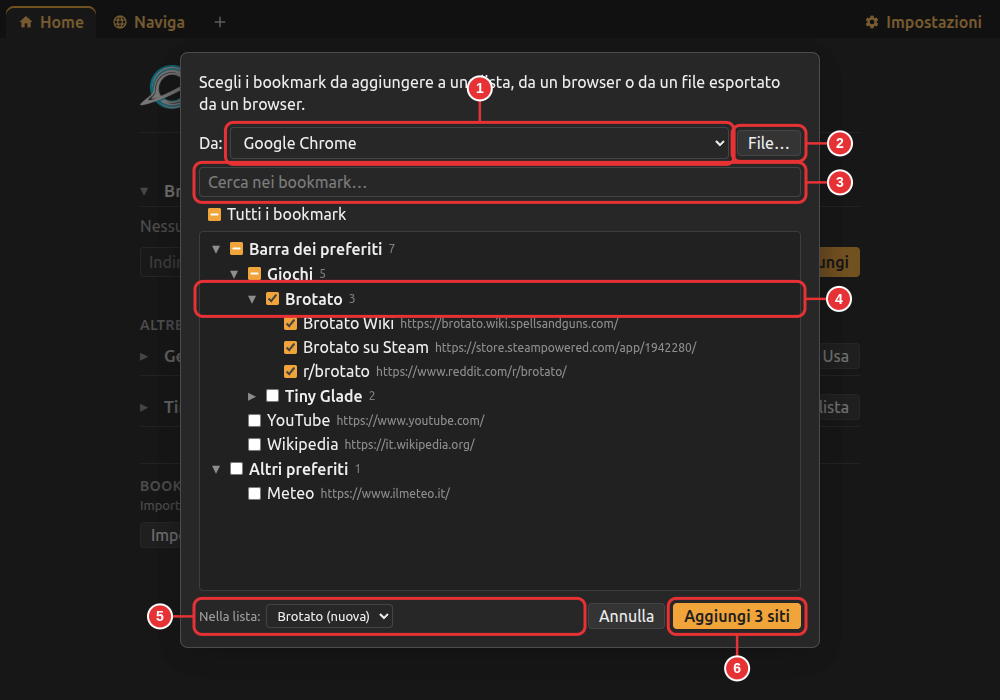 Home
Naviga
+
Impostazioni
Scegli i bookmark da aggiungere a una lista, da un browser o da un file esportato
da un browser.
1
Da: Google Chrome
File...
2
Cerca nei bookmark...
3
Tutti i bookmark
Barra dei preferiti 7
Giochi 5
Brotato 3
4
Brotato Wiki https://brotato.wiki.spellsandguns.com/
Brotato su Steam https://store.steampowered.com/app/1942280/
r/brotato https://www.reddit.com/r/brotato/
Tiny Glade 2
YouTube https://www.youtube.com/
Wikipedia https://it.wikipedia.org/
Altri preferiti 1
Meteo https://www.ilmeteo.it/
Usa
5
Nella lista: Brotato (nuova)
Annulla
Aggiungi 3 siti
6